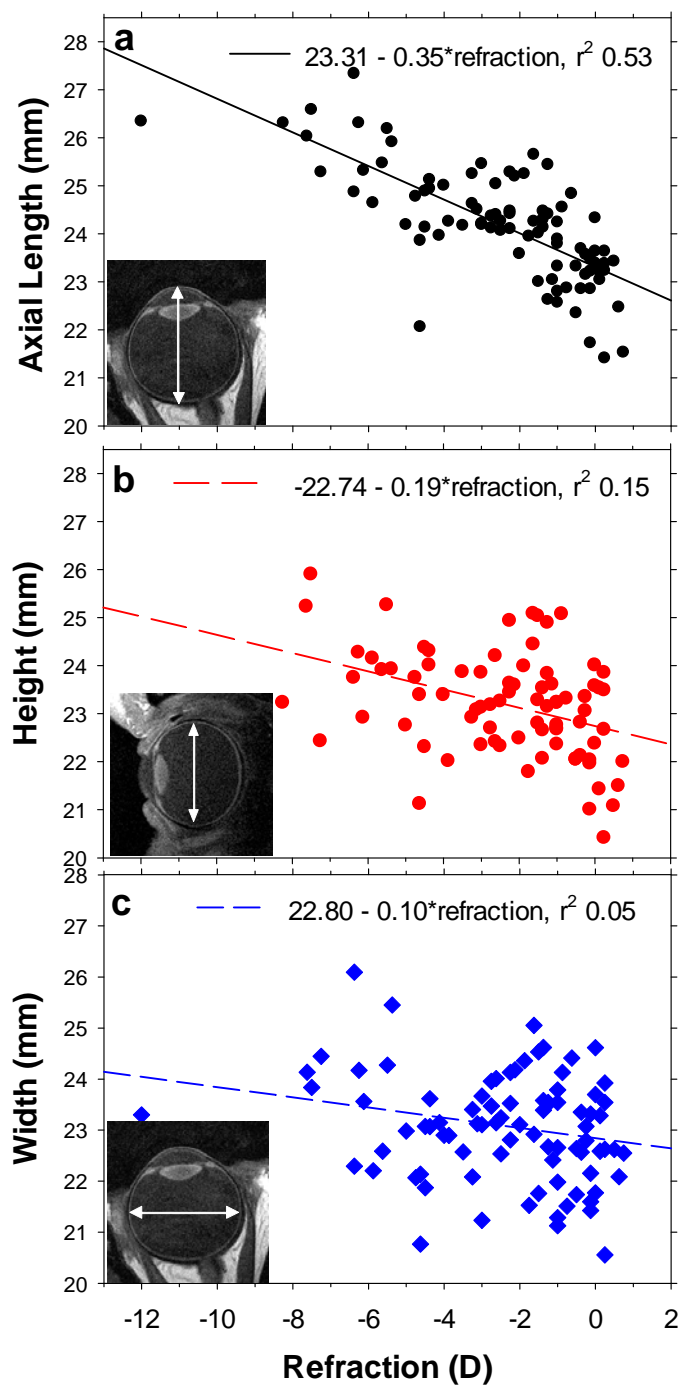 a
23.31 - 0.35*refraction, r² 0.53
Axial Length (mm)
28
27
26
25
24
23
22
21
20
b
-22.74 - 0.19*refraction, r² 0.15
Height (mm)
28
27
26
25
24
23
22
21
20
c
22.80 - 0.10*refraction, r² 0.05
Width (mm)
28
27
26
25
24
23
22
21
20
-12 -10 -8 -6 -4 -2 0 2
Refraction (D)